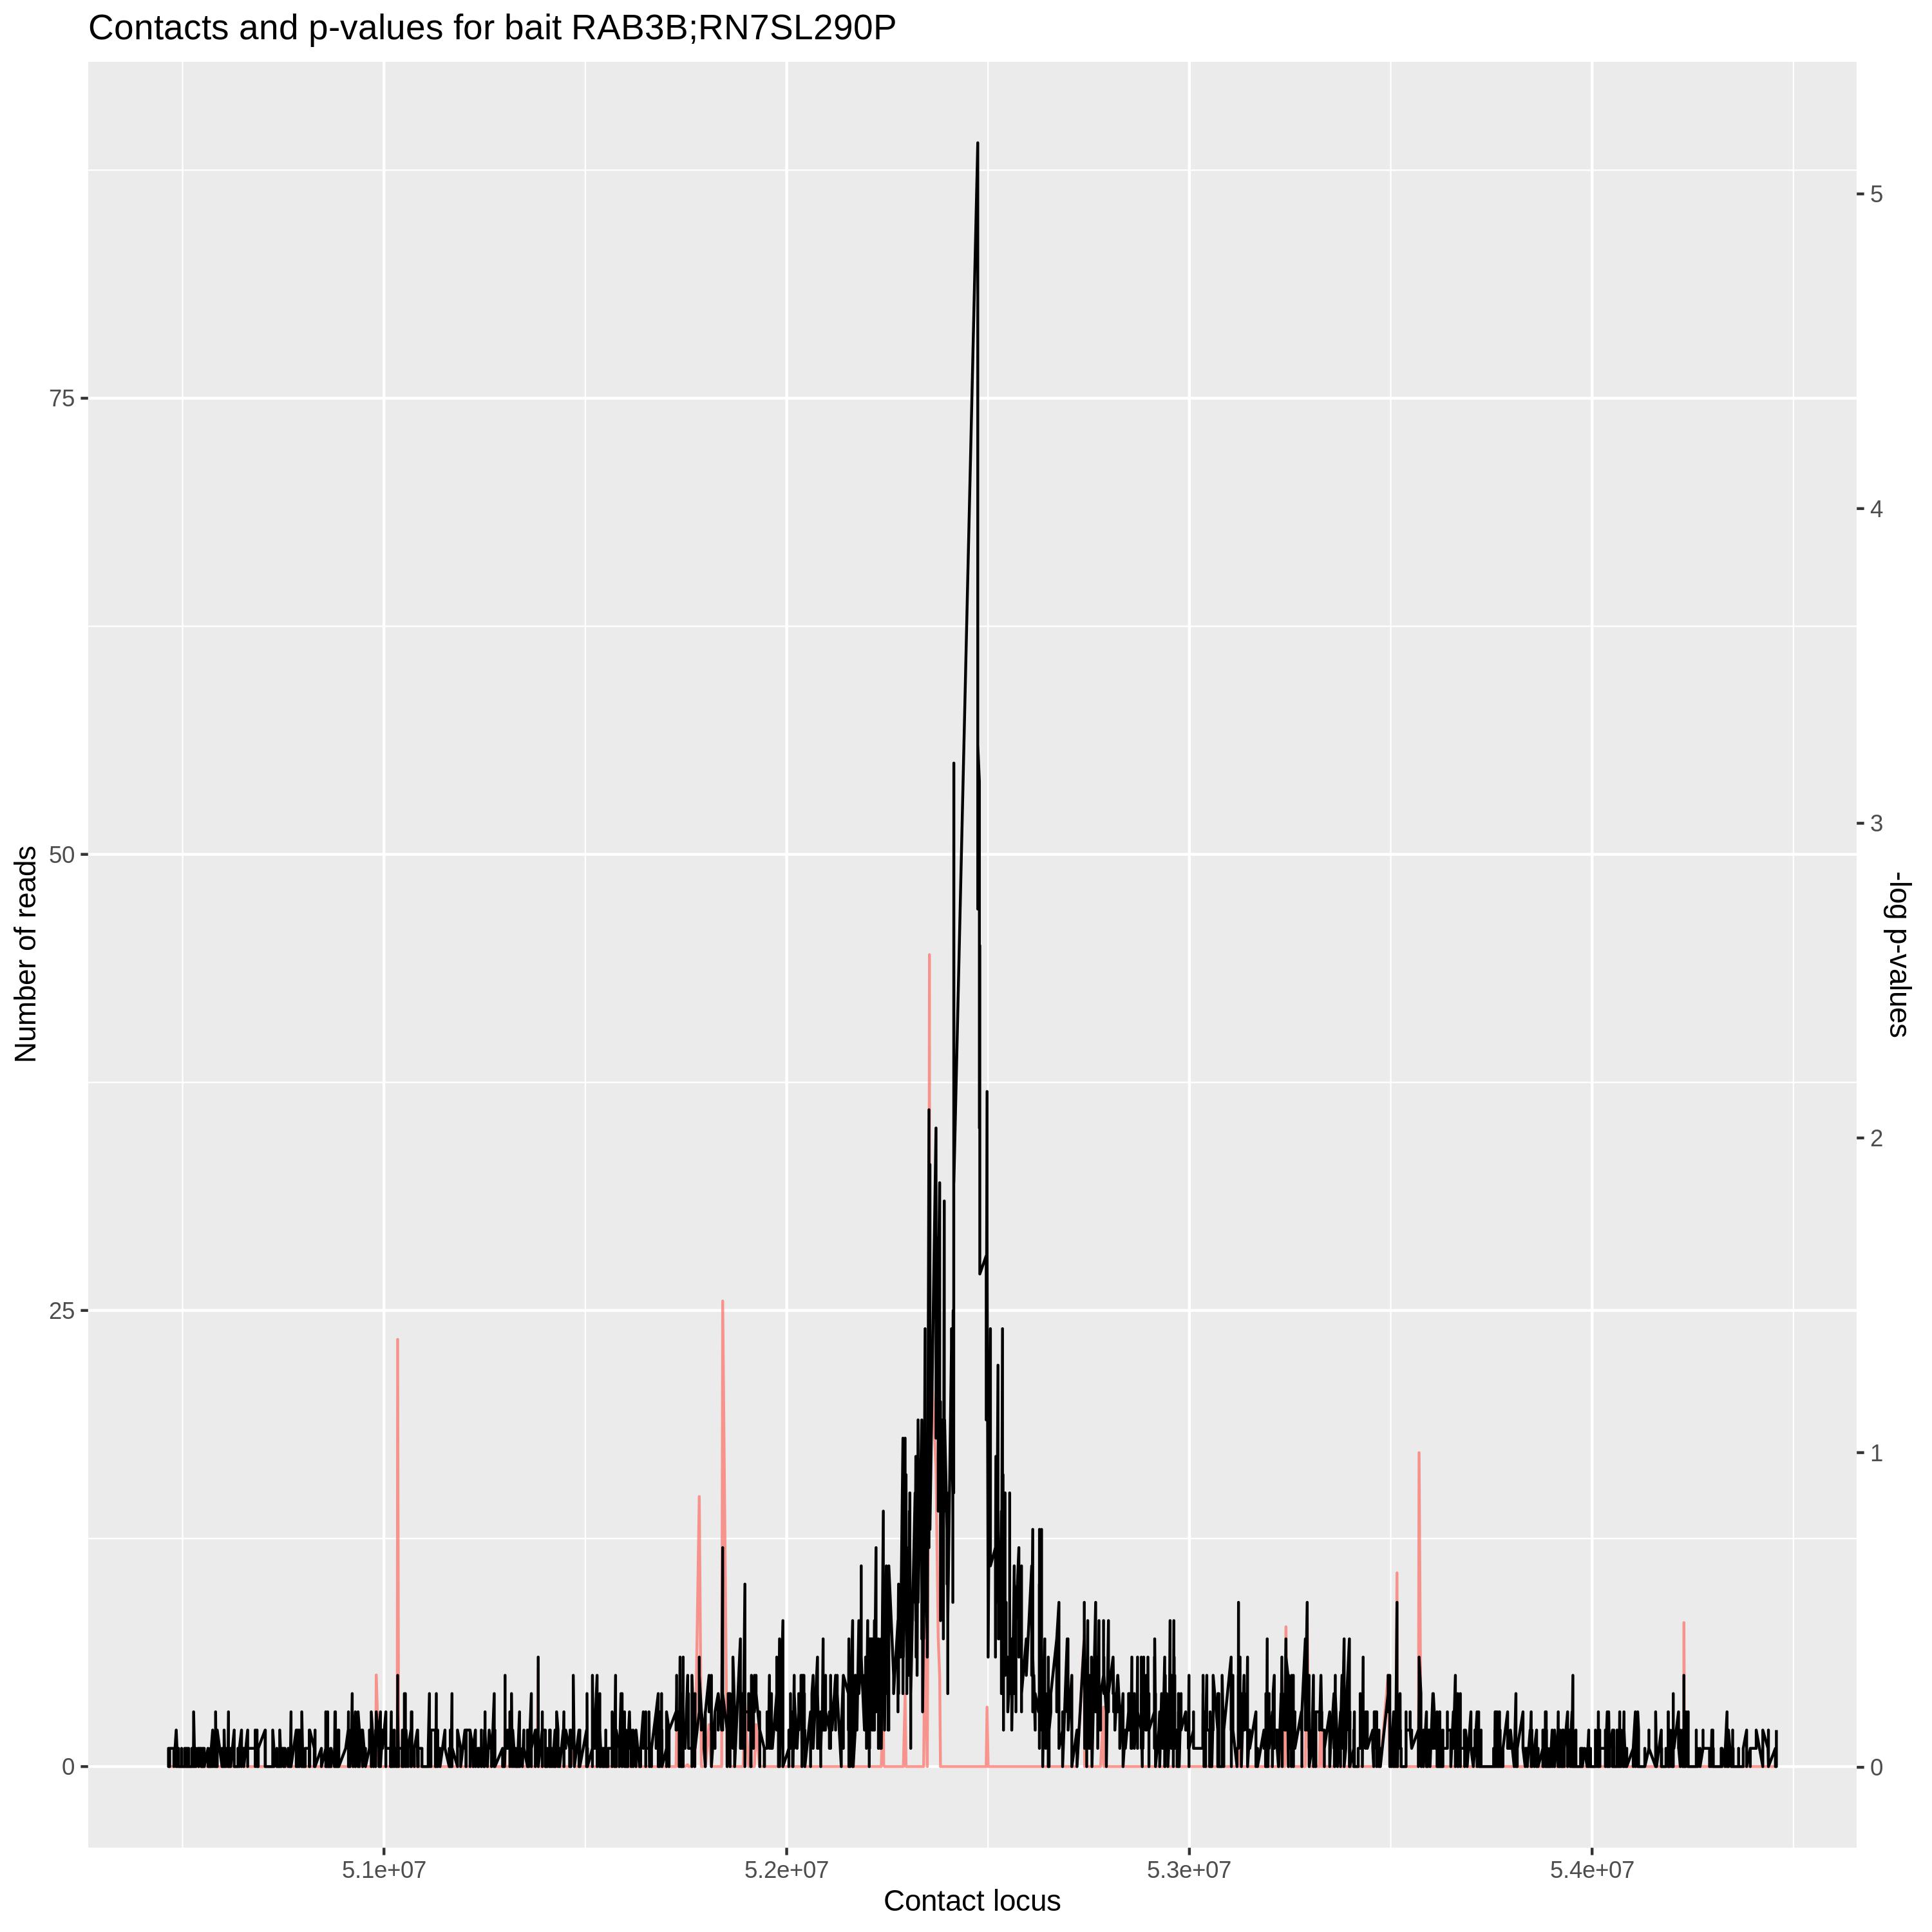 Contacts and p-values for bait RAB3B;RN7SL290P
Number of reads
75
50
25
0
5
4
3
2
1
0
-log p-values
5.1e+07 5.2e+07 5.3e+07 5.4e+07
Contact locus